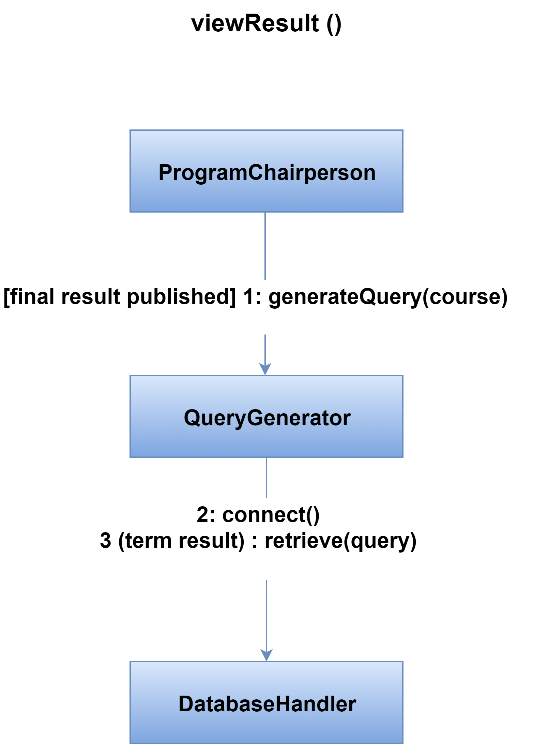 viewResult ()
ProgramChairperson
[final result published] 1: generateQuery(course)
QueryGenerator
2: connect()
3 (term result) : retrieve(query)
DatabaseHandler